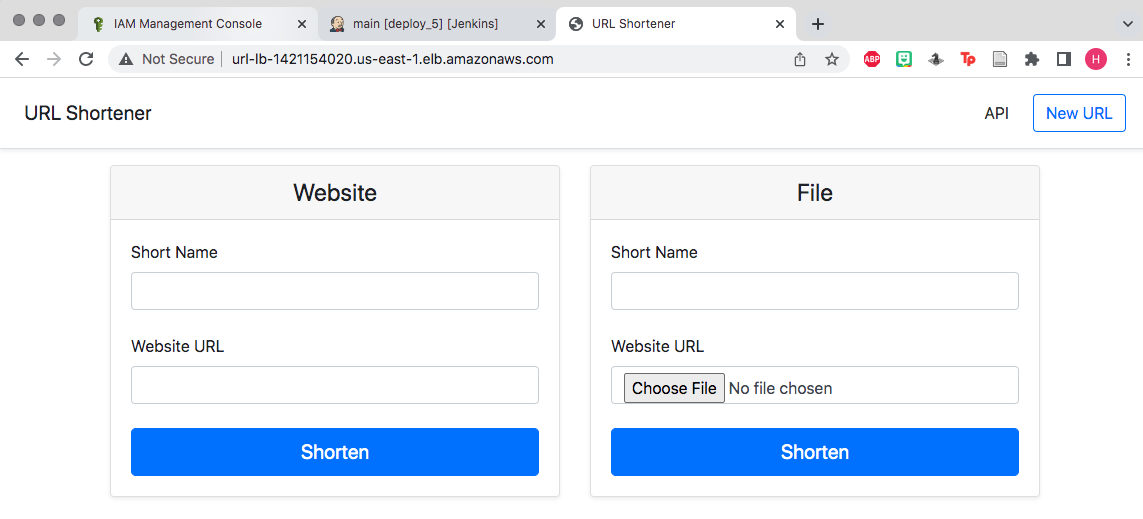 IAM Management Console
main [deploy_5] [Jenkins]
URL Shortener
Not Secure | url-lb-1421154020.us-east-1.elb.amazonaws.com
ABP
Tp
H
URL Shortener
API
New URL
Website
Short Name
Website URL
Shorten
File
Short Name
Website URL
Choose File No file chosen
Shorten